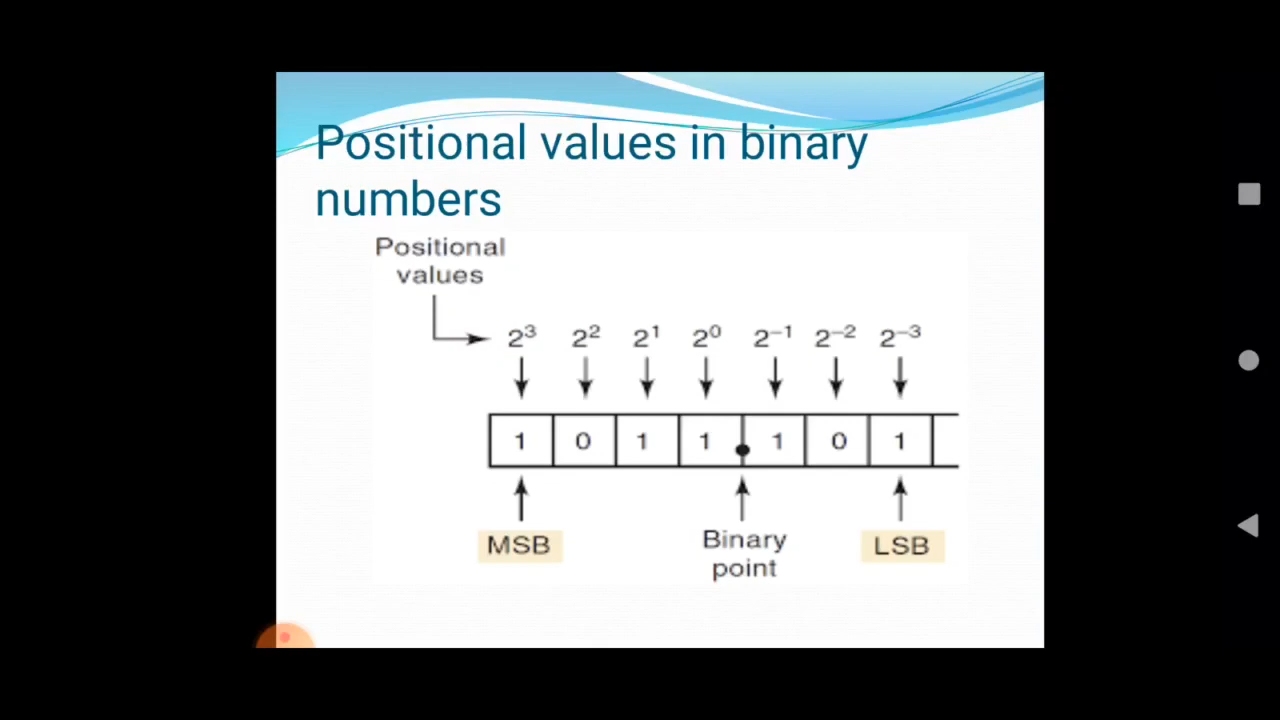 Positional values in binary
numbers
Positional
values
2³ 2² 2¹ 2⁰ 2⁻¹ 2⁻² 2⁻³
1 0 1 1 . 1 0 1
MSB Binary LSB
point